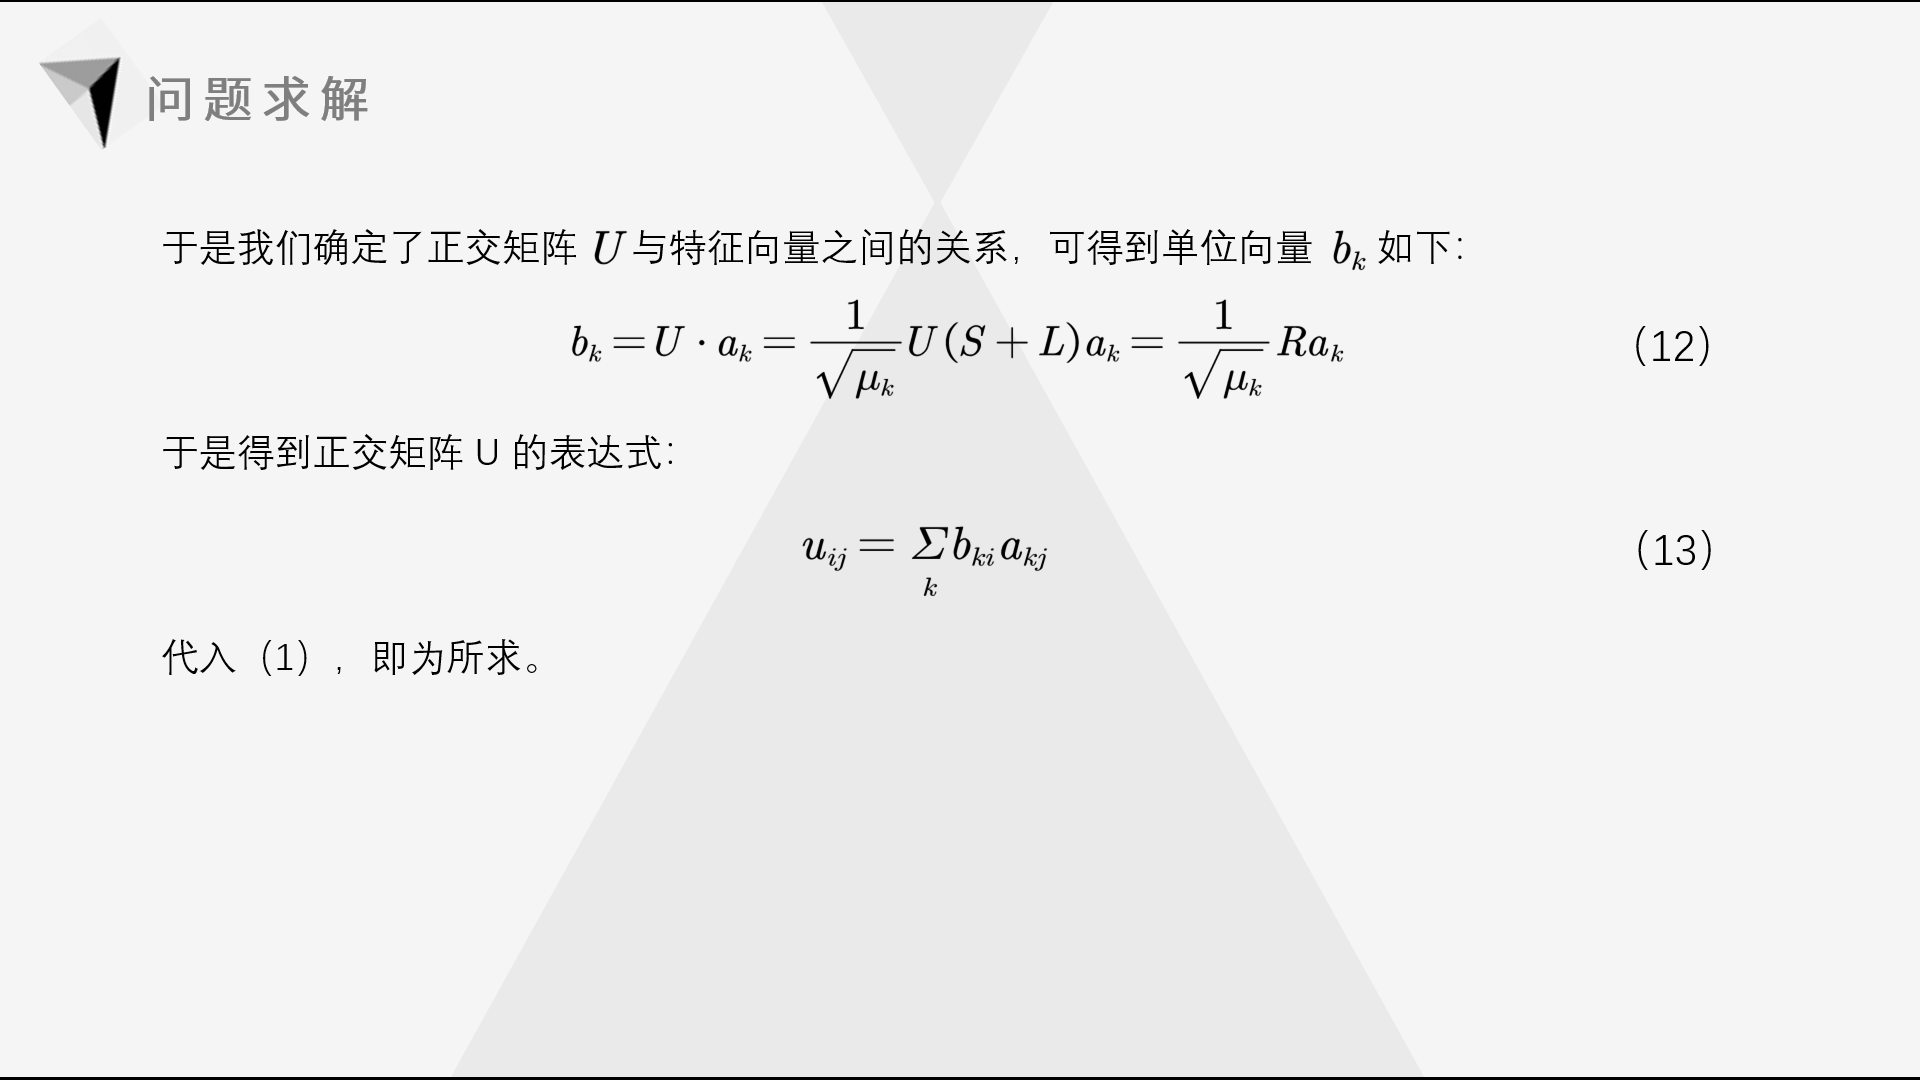 问题求解
于是我们确定了正交矩阵 U 与特征向量之间的关系，可得到单位向量 b_k 如下：
b_k = U · a_k = \frac{1}{\sqrt{\mu_k}} U(S + L)a_k = \frac{1}{\sqrt{\mu_k}} Ra_k （12）
于是得到正交矩阵 U 的表达式：
u_{ij} = \underset{k}{\Sigma} b_{ki} a_{kj} （13）
代入（1），即为所求。